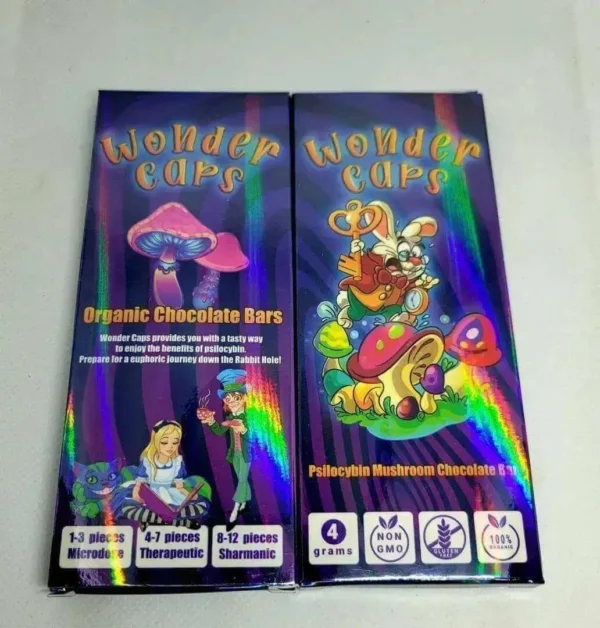 Wonder
caps
Organic Chocolate Bars
Wonder Caps provides you with a tasty way
to enjoy the benefits of psilocybin.
Prepare for a euphoric journey down the Rabbit Hole!
1-3 pieces
Microdose
4-7 pieces
Therapeutic
8-12 pieces
Sharmanic
Wonder
caps
Psilocybin Mushroom Chocolate Bar
4
grams
NON
GMO
GLUTEN
FREE
100%
ORGANIC